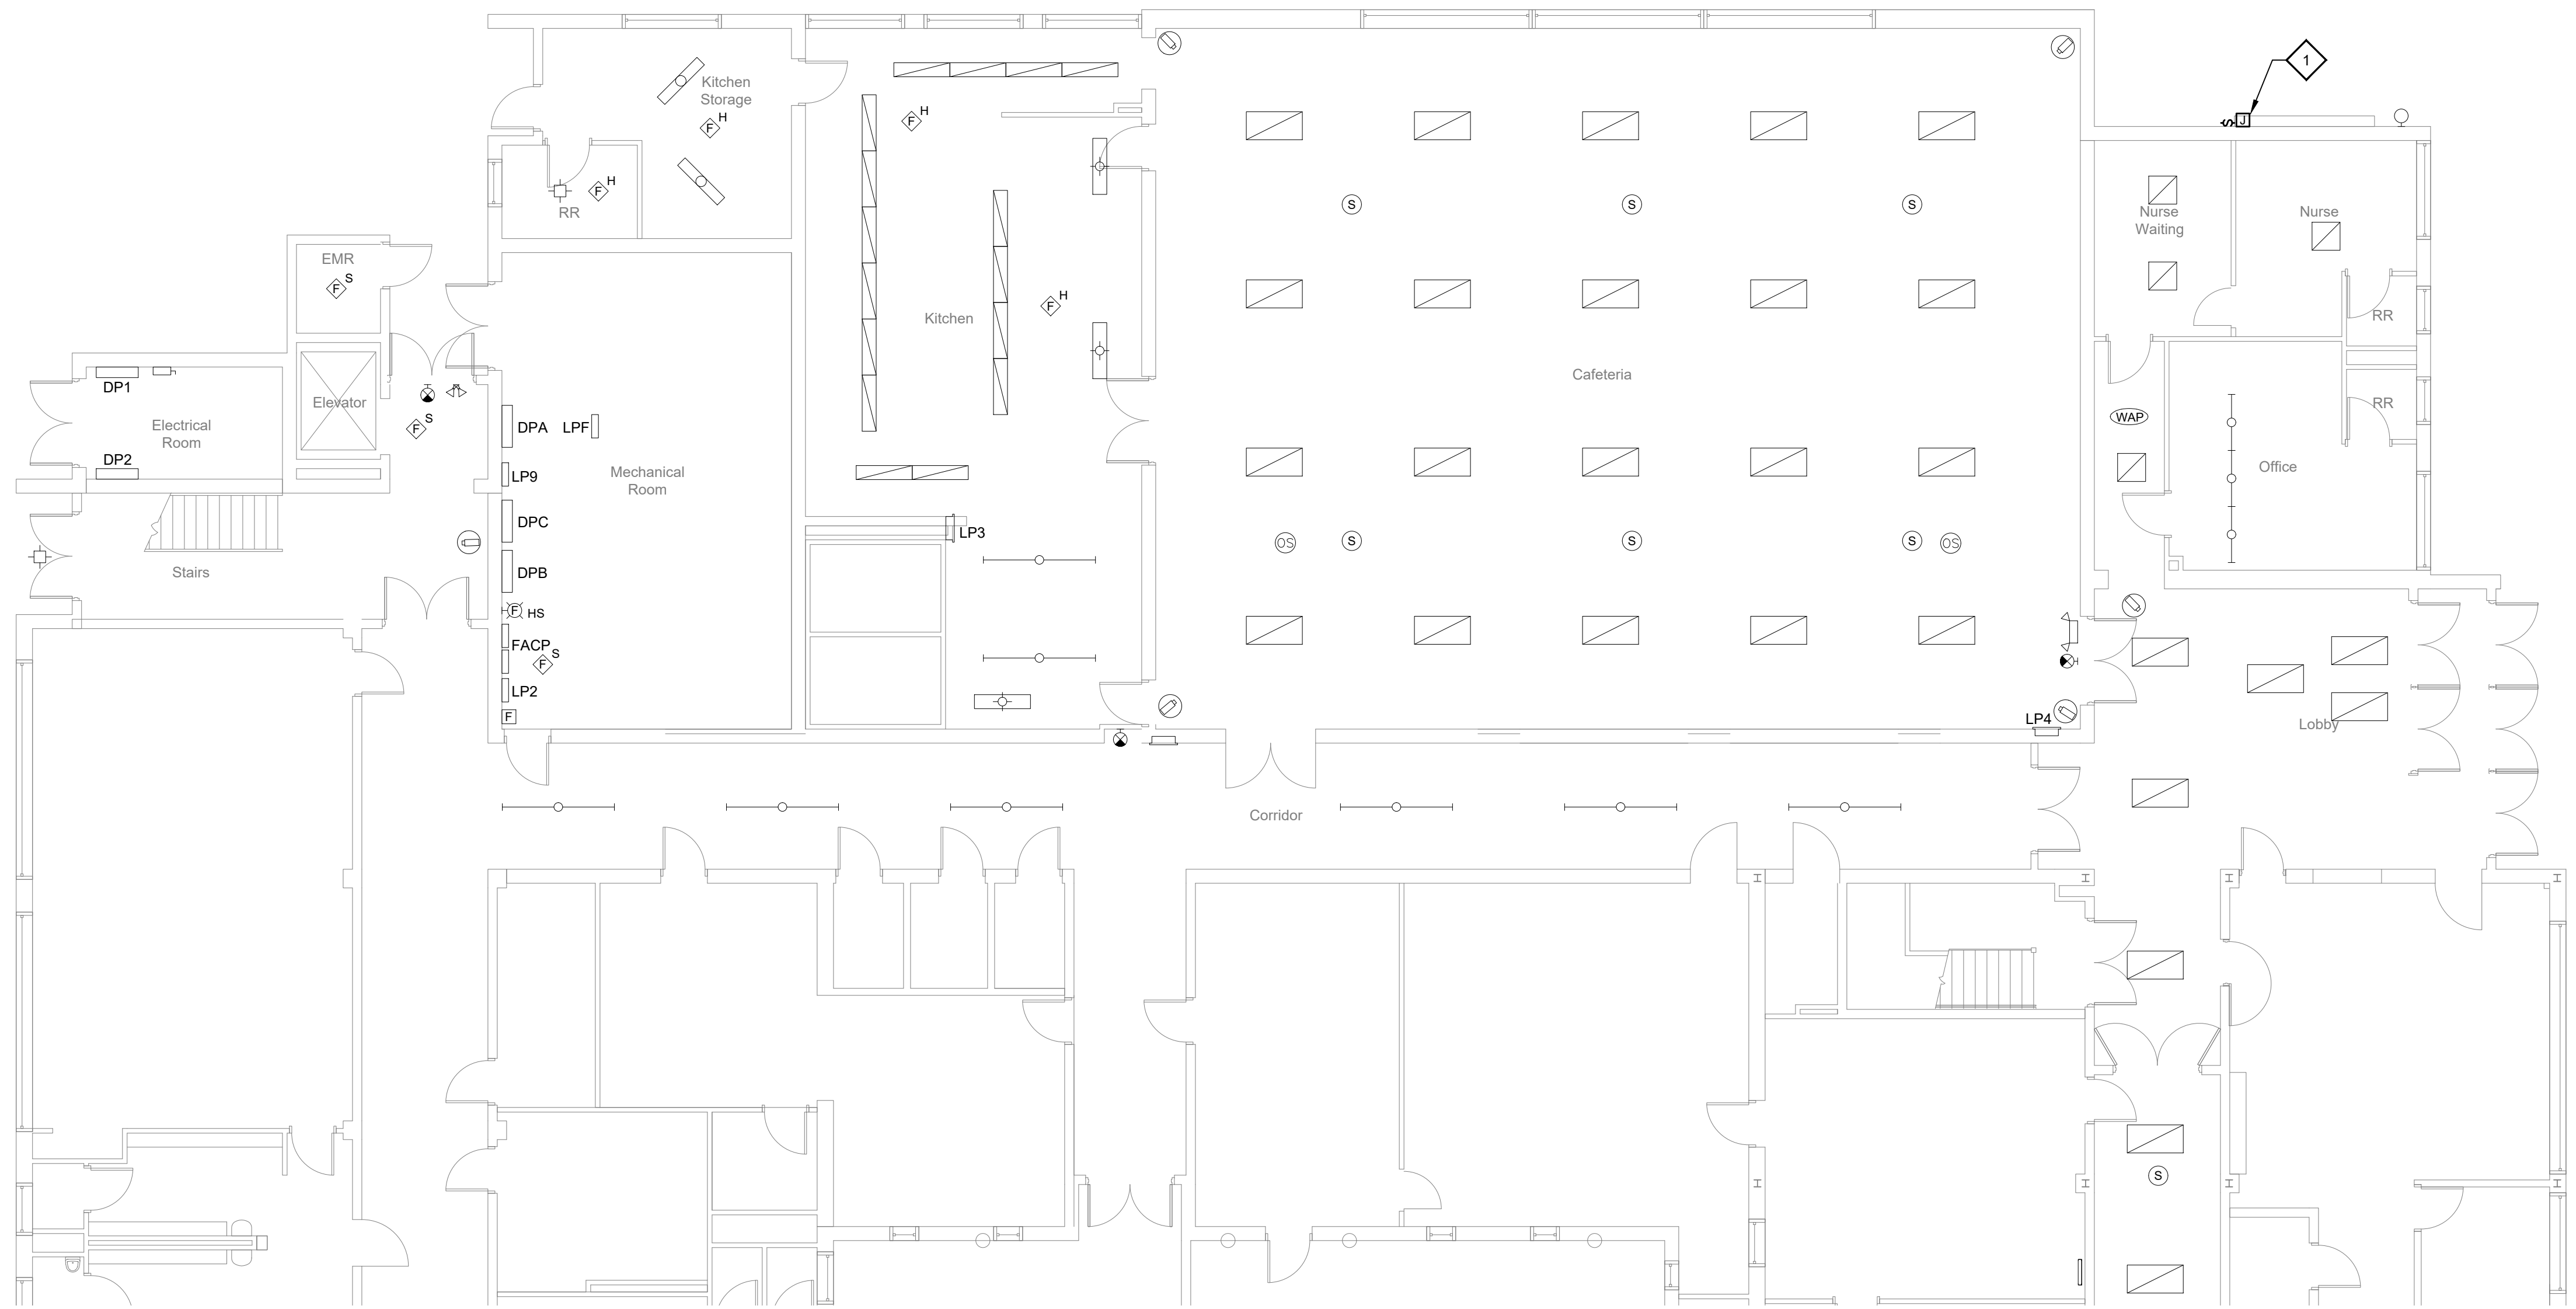 1
Kitchen
Storage
F H
F H
F H
J
S
RR
S
S
S
Nurse
Waiting
Nurse
EMR
F S
F H
Kitchen
RR
Cafeteria
DP1
Elevator
RR
WAP
Electrical
Room
F S
DPA
LPF
DP2
LP9
Mechanical
Room
Office
DPC
LP3
OS
S
S
S
OS
Stairs
DPB
F HS
FACP
F S
LP2
F
LP4
Lobby
Corridor
S